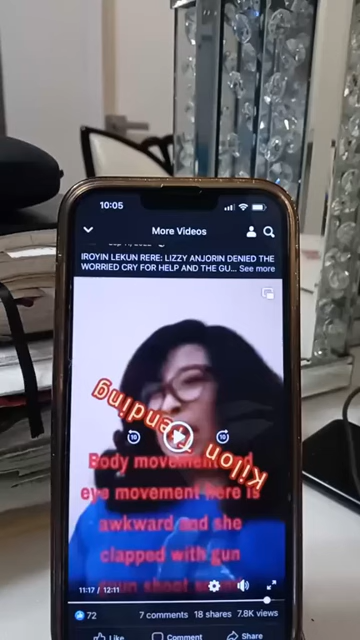 10:05
More Videos
IROYIN LEKUN RERE: LIZZY ANJORIN DENIED THE
WORRIED CRY FOR HELP AND THE GU... See more
Kilon Trending
10
10
Body movement and
eye movement here is
awkward and she
clapped with gun
11:17 / 12:11
72
7 comments 18 shares 7.8K views
Like Comment Share